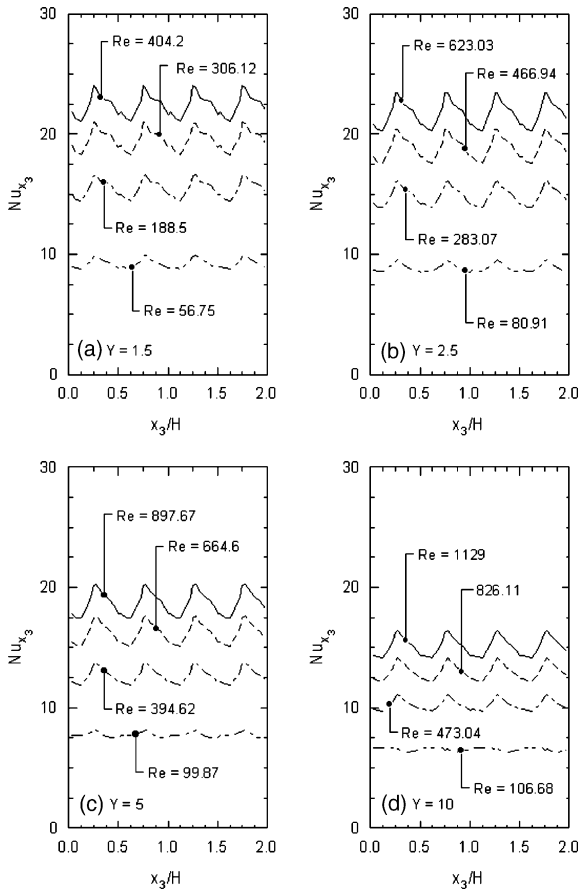 30
20
10
0
Nu x3
Re = 404.2
Re = 306.12
Re = 188.5
Re = 56.75
(a) Y = 1.5
0.0 0.5 1.0 1.5 2.0
x3/H
30
20
10
0
Nu x3
Re = 623.03
Re = 466.94
Re = 283.07
Re = 80.91
(b) Y = 2.5
0.0 0.5 1.0 1.5 2.0
x3/H
30
20
10
0
Nu x3
Re = 897.67
Re = 664.6
Re = 394.62
Re = 99.87
(c) Y = 5
0.0 0.5 1.0 1.5 2.0
x3/H
30
20
10
0
Nu x3
Re = 1129
826.11
Re = 473.04
Re = 106.68
(d) Y = 10
0.0 0.5 1.0 1.5 2.0
x3/H